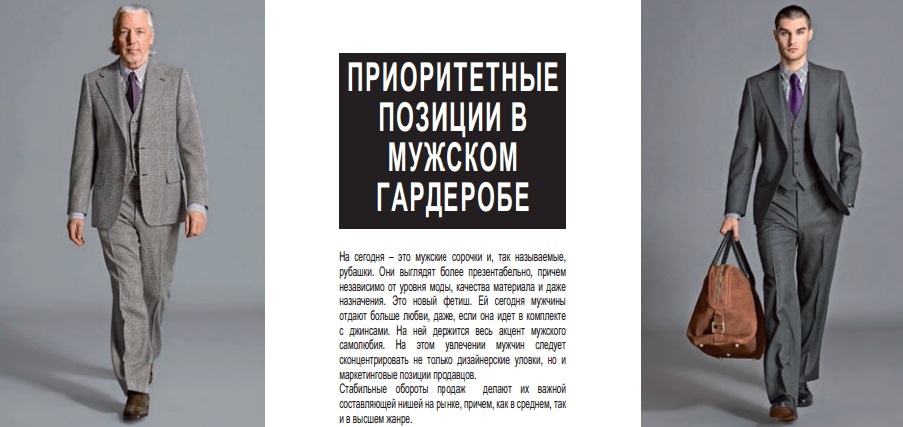 ПРИОРИТЕТНЫЕ
ПОЗИЦИИ В
МУЖСКОМ
ГАРДЕРОБЕ
На сегодня – это мужские сорочки и, так называемые,
рубашки. Они выглядят более презентабельно, причем
независимо от уровня моды, качества материала и даже
назначения. Это новый фетиш. Ей сегодня мужчины
отдают больше любви, даже, если она идет в комплекте
с джинсами. На ней держится весь акцент мужского
самолюбия. На этом увлечении мужчин следует
сконцентрировать не только дизайнерские уловки, но и
маркетинговые позиции продавцов.
Стабильные обороты продаж делают их важной
составляющей нишей на рынке, причем, как в среднем, так
и в высшем жанре.